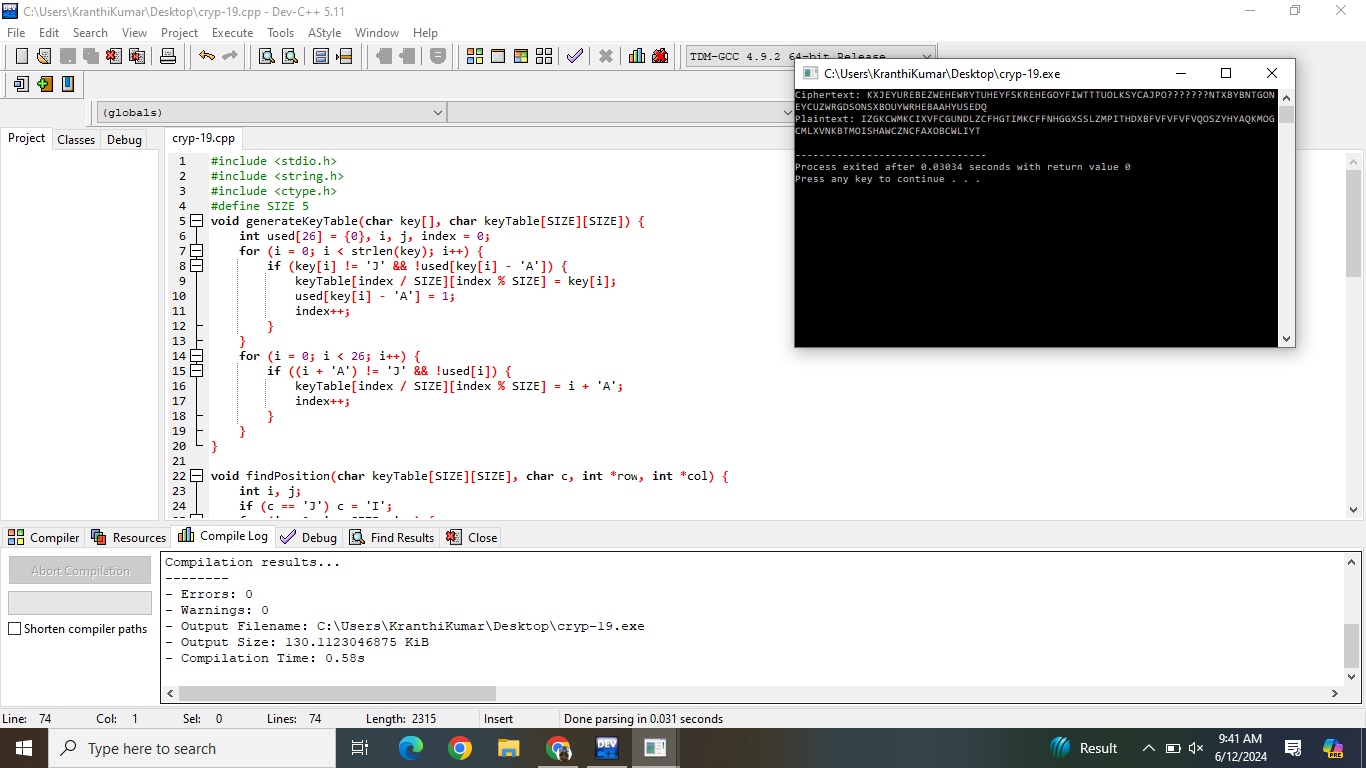 C:\Users\KranthiKumar\Desktop\cryp-19.cpp - Dev-C++ 5.11
File Edit Search View Project Execute Tools AStyle Window Help
TDM-GCC 4.9.2 64-bit Release
(globals)
Project Classes Debug
cryp-19.cpp
1 #include <stdio.h>
2 #include <string.h>
3 #include <ctype.h>
4 #define SIZE 5
5 void generateKeyTable(char key[], char keyTable[SIZE][SIZE]) {
6 int used[26] = {0}, i, j, index = 0;
7 for (i = 0; i < strlen(key); i++) {
8 if (key[i] != 'J' && !used[key[i] - 'A']) {
9 keyTable[index / SIZE][index % SIZE] = key[i];
10 used[key[i] - 'A'] = 1;
11 index++;
12 }
13 }
14 for (i = 0; i < 26; i++) {
15 if ((i + 'A') != 'J' && !used[i]) {
16 keyTable[index / SIZE][index % SIZE] = i + 'A';
17 index++;
18 }
19 }
20 }
21
22 void findPosition(char keyTable[SIZE][SIZE], char c, int *row, int *col) {
23 int i, j;
24 if (c == 'J') c = 'I';
C:\Users\KranthiKumar\Desktop\cryp-19.exe
Ciphertext: KXJEYUREBEZWEHEWRYTUHEYFSKREHEGOYFIWTTTUOLKSYCAJPO???????NTXBYBNTGON
EYCUZWRGDSONSXBOUYWRHEBAAHYUSEDQ
Plaintext: IZGKCWMKCIXVFCGUNDLZCFHGTIMKCFFNHGGXSSLZMPITHDXBFVFVFVFVQOSZYHYAQKMOG
CMLXVNKBTMOISHAWCZNCFAXOBCWLIYT
--------------------------------
Process exited after 0.03034 seconds with return value 0
Press any key to continue . . .
Compiler Resources Compile Log Debug Find Results Close
Abort Compilation
Shorten compiler paths
Compilation results...
--------
- Errors: 0
- Warnings: 0
- Output Filename: C:\Users\KranthiKumar\Desktop\cryp-19.exe
- Output Size: 130.1123046875 KiB
- Compilation Time: 0.58s
Line: 74 Col: 1 Sel: 0 Lines: 74 Length: 2315 Insert Done parsing in 0.031 seconds
Type here to search
Result
9:41 AM
6/12/2024